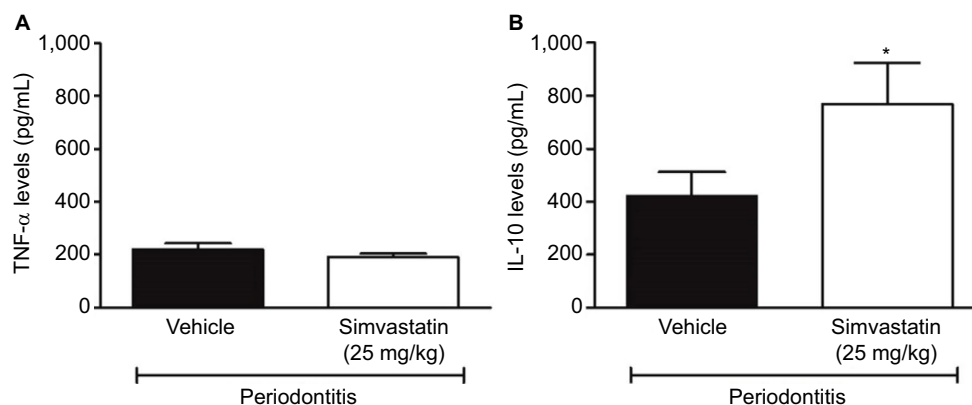 A
1,000
800
600
400
200
0
TNF-α levels (pg/mL)
Vehicle
Simvastatin
(25 mg/kg)
Periodontitis
B
1,000
800
600
400
200
0
IL-10 levels (pg/mL)
*
Vehicle
Simvastatin
(25 mg/kg)
Periodontitis